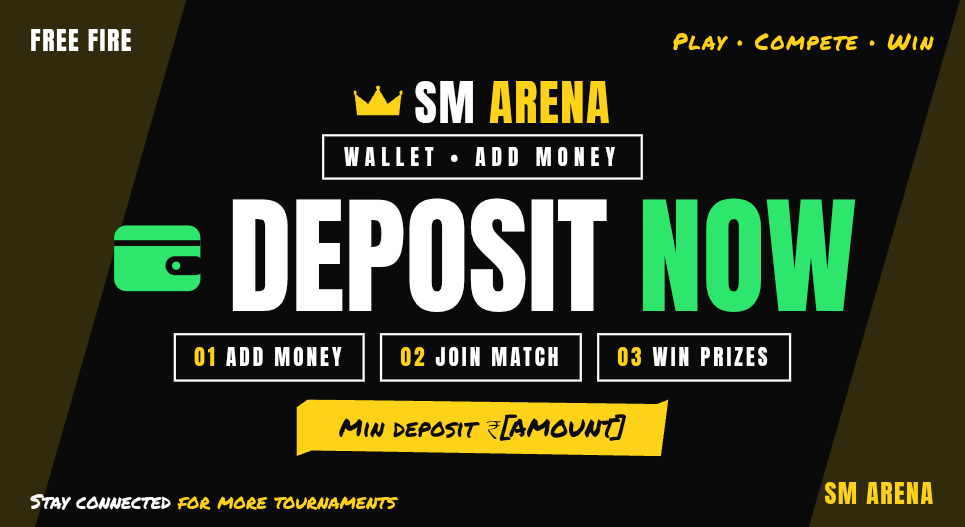 FREE FIRE
Play • Compete • Win
SM ARENA
WALLET • ADD MONEY
DEPOSIT NOW
01 ADD MONEY
02 JOIN MATCH
03 WIN PRIZES
Min deposit ₹[AMOUNT]
Stay connected for more tournaments
SM ARENA